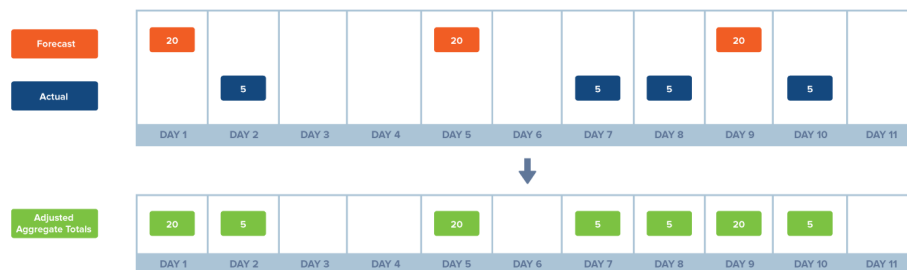 Forecast
20
20
20
Actual
5
5
5
5
DAY 1
DAY 2
DAY 3
DAY 4
DAY 5
DAY 6
DAY 7
DAY 8
DAY 9
DAY 10
DAY 11
Adjusted
Aggregate Totals
20
5
20
5
5
20
5
DAY 1
DAY 2
DAY 3
DAY 4
DAY 5
DAY 6
DAY 7
DAY 8
DAY 9
DAY 10
DAY 11